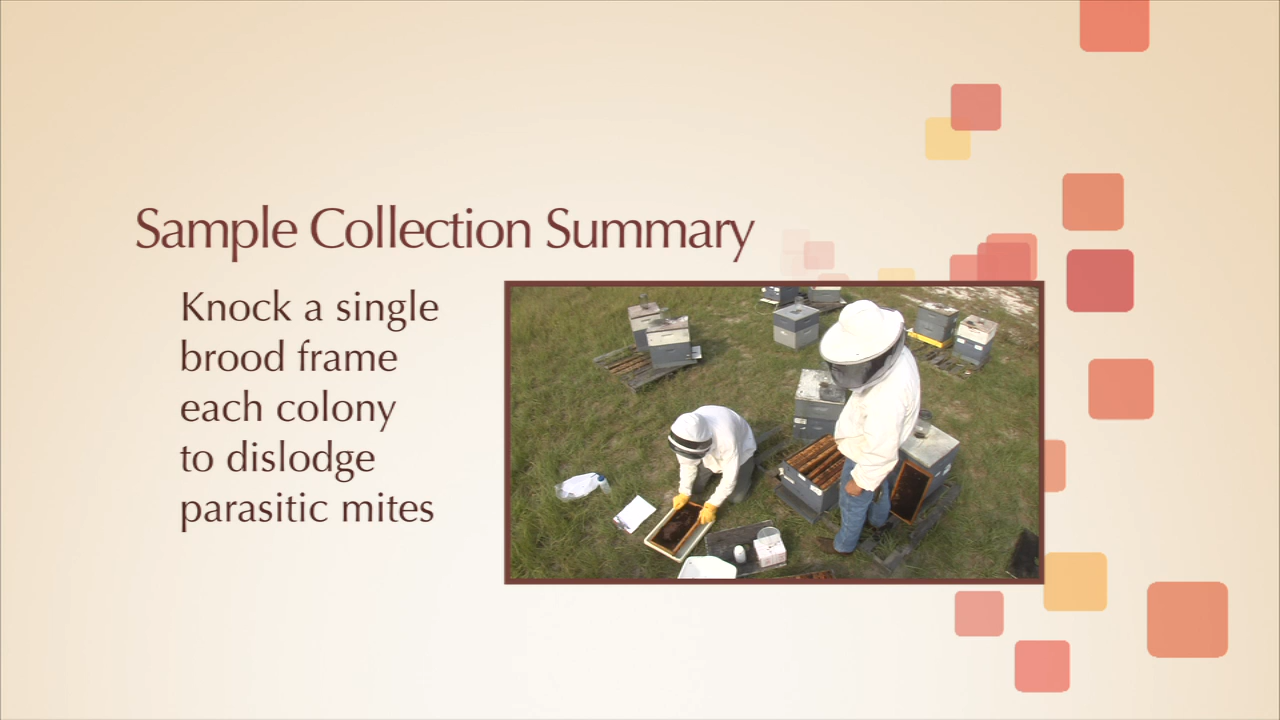 Sample Collection Summary
Knock a single
brood frame
each colony
to dislodge
parasitic mites